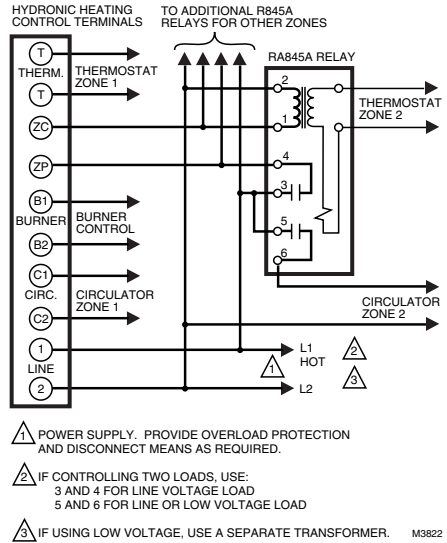 HYDRONIC HEATING
CONTROL TERMINALS
TO ADDITIONAL R845A
RELAYS FOR OTHER ZONES
RA845A RELAY
T
THERM.
THERMOSTAT
ZONE 1
T
ZC
ZP
B1
BURNER
BURNER
CONTROL
B2
C1
CIRC.
CIRCULATOR
ZONE 1
C2
1
LINE
2
2
1
4
3
5
6
THERMOSTAT
ZONE 2
CIRCULATOR
ZONE 2
L1
HOT
2
1
3
L2
1 POWER SUPPLY. PROVIDE OVERLOAD PROTECTION
AND DISCONNECT MEANS AS REQUIRED.
2 IF CONTROLLING TWO LOADS, USE:
3 AND 4 FOR LINE VOLTAGE LOAD
5 AND 6 FOR LINE OR LOW VOLTAGE LOAD
3 IF USING LOW VOLTAGE, USE A SEPARATE TRANSFORMER.
M3822